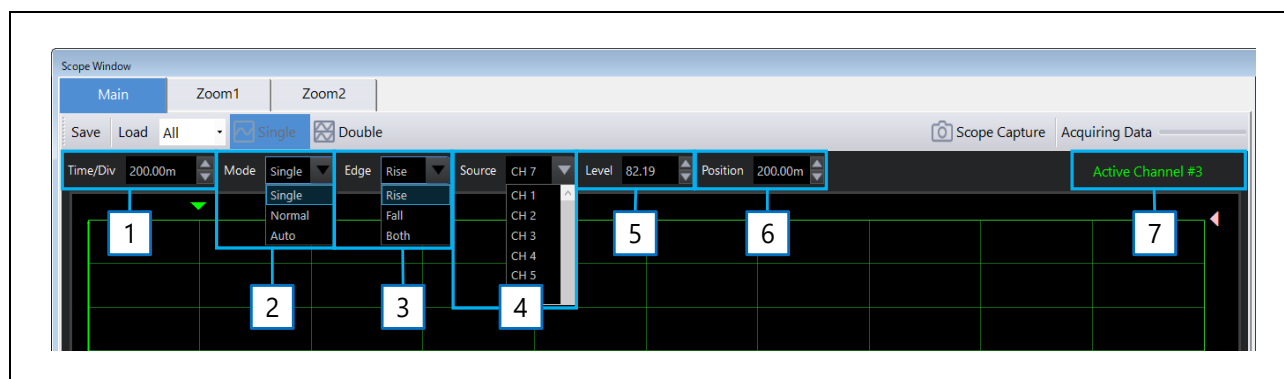 Scope Window
Main Zoom1 Zoom2
Save Load All Single Double Scope Capture Acquiring Data
Time/Div 200.00m Mode Single Edge Rise Source CH 7 Level 82.19 Position 200.00m Active Channel #3
Single Rise CH 1
Normal Fall CH 2
Auto Both CH 3
CH 4
CH 5
1 5 6 7
2 3 4